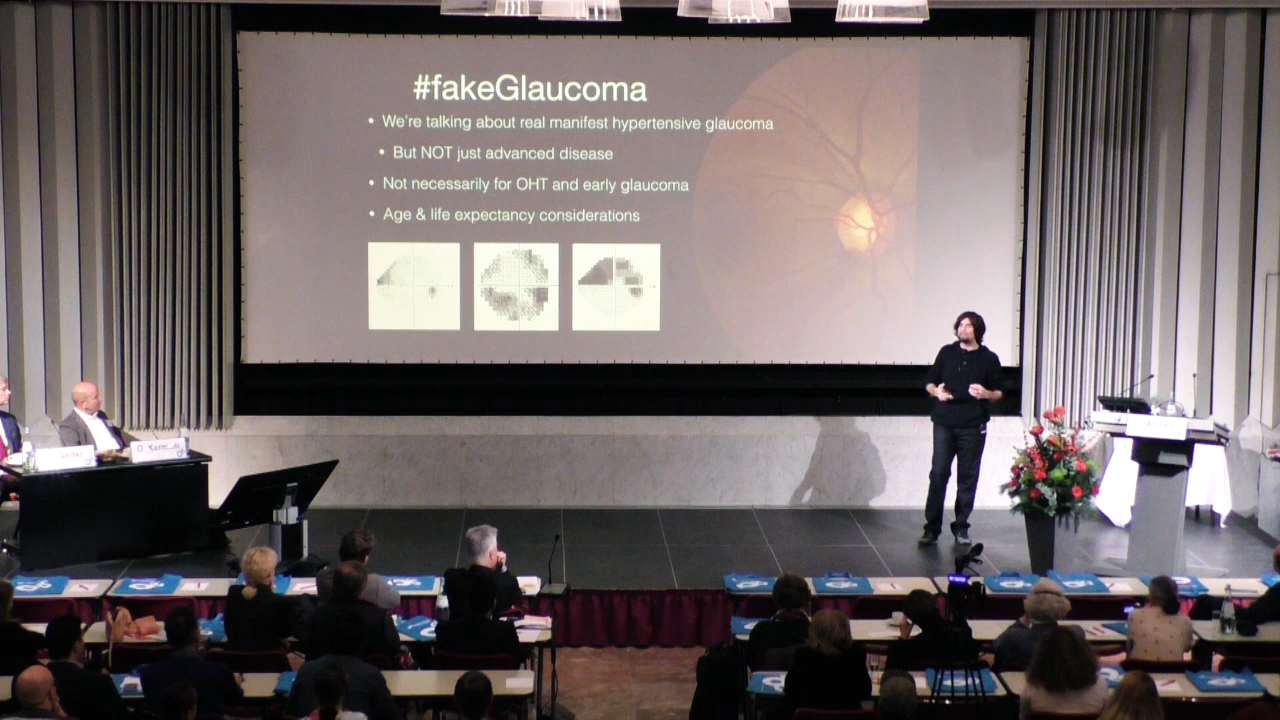 #fakeGlaucoma
• We're talking about real manifest hypertensive glaucoma
• But NOT just advanced disease
• Not necessarily for OHT and early glaucoma
• Age & life expectancy considerations